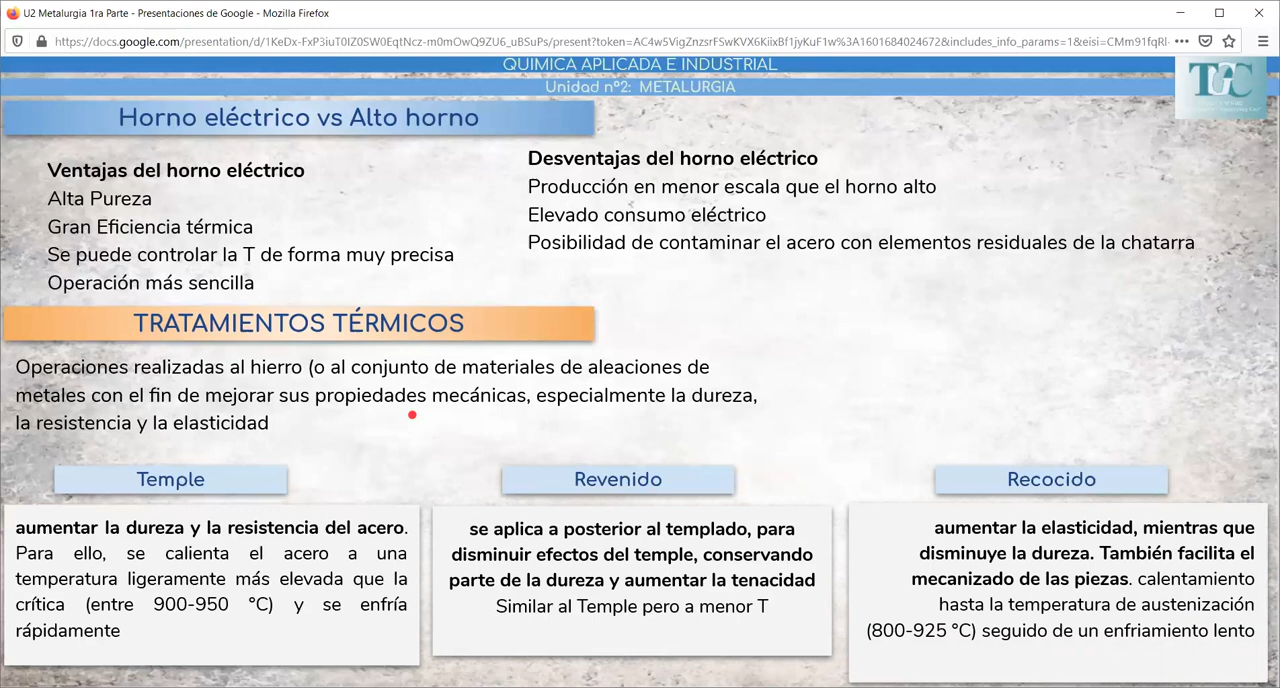 U2 Metalurgia 1ra Parte - Presentaciones de Google - Mozilla Firefox
QUIMICA APLICADA E INDUSTRIAL
Unidad nº2: METALURGIA
TGC
Horno eléctrico vs Alto horno
Ventajas del horno eléctrico
Alta Pureza
Gran Eficiencia térmica
Se puede controlar la T de forma muy precisa
Operación más sencilla
Desventajas del horno eléctrico
Producción en menor escala que el horno alto
Elevado consumo eléctrico
Posibilidad de contaminar el acero con elementos residuales de la chatarra
TRATAMIENTOS TÉRMICOS
Operaciones realizadas al hierro (o al conjunto de materiales de aleaciones de
metales con el fin de mejorar sus propiedades mecánicas, especialmente la dureza,
la resistencia y la elasticidad
Temple
aumentar la dureza y la resistencia del acero.
Para ello, se calienta el acero a una
temperatura ligeramente más elevada que la
crítica (entre 900-950 °C) y se enfría
rápidamente
Revenido
se aplica a posterior al templado, para
disminuir efectos del temple, conservando
parte de la dureza y aumentar la tenacidad
Similar al Temple pero a menor T
Recocido
aumentar la elasticidad, mientras que
disminuye la dureza. También facilita el
mecanizado de las piezas. calentamiento
hasta la temperatura de austenización
(800-925 °C) seguido de un enfriamiento lento